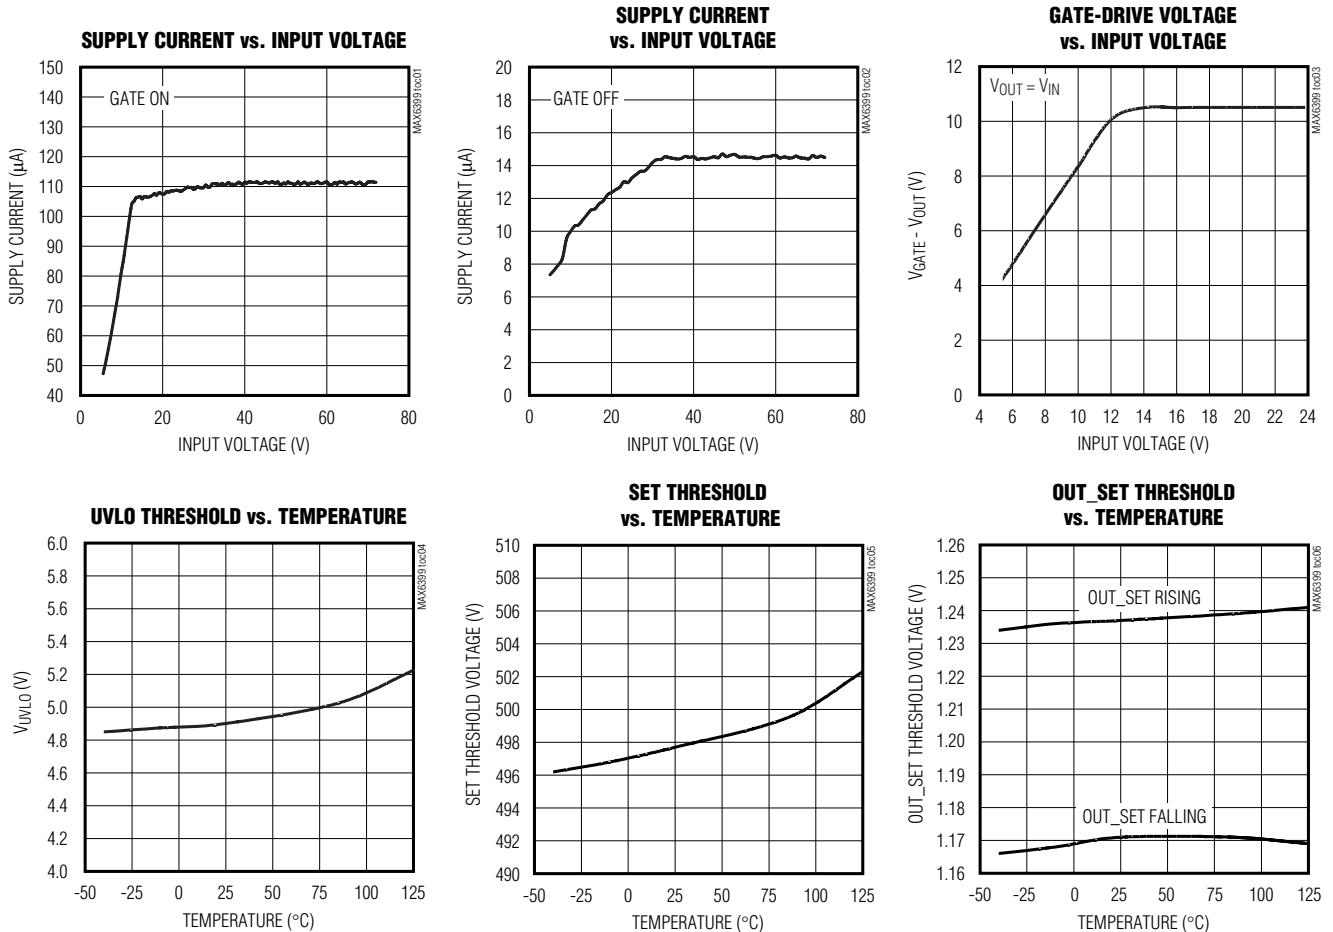 SUPPLY CURRENT vs. INPUT VOLTAGE
150
140
130
120
110
100
90
80
70
60
50
40
SUPPLY CURRENT (μA)
GATE ON
MAX6399 toc01
0 20 40 60 80
INPUT VOLTAGE (V)
SUPPLY CURRENT
vs. INPUT VOLTAGE
20
18
16
14
12
10
8
6
4
2
0
SUPPLY CURRENT (μA)
GATE OFF
MAX6399 toc02
0 20 40 60 80
INPUT VOLTAGE (V)
GATE-DRIVE VOLTAGE
vs. INPUT VOLTAGE
12
10
8
6
4
2
0
VGATE - VOUT (V)
VOUT = VIN
MAX6399 toc03
4 6 8 10 12 14 16 18 20 22 24
INPUT VOLTAGE (V)
UVLO THRESHOLD vs. TEMPERATURE
6.0
5.8
5.6
5.4
5.2
5.0
4.8
4.6
4.4
4.2
4.0
VUVLO (V)
MAX6399 toc04
-50 -25 0 25 50 75 100 125
TEMPERATURE (°C)
SET THRESHOLD
vs. TEMPERATURE
510
508
506
504
502
500
498
496
494
492
490
SET THRESHOLD VOLTAGE (V)
MAX6399 toc05
-50 -25 0 25 50 75 100 125
TEMPERATURE (°C)
OUT_SET THRESHOLD
vs. TEMPERATURE
1.26
1.25
1.24
1.23
1.22
1.21
1.20
1.19
1.18
1.17
1.16
OUT_SET THRESHOLD VOLTAGE (V)
OUT_SET RISING
OUT_SET FALLING
MAX6399 toc06
-50 -25 0 25 50 75 100 125
TEMPERATURE (°C)